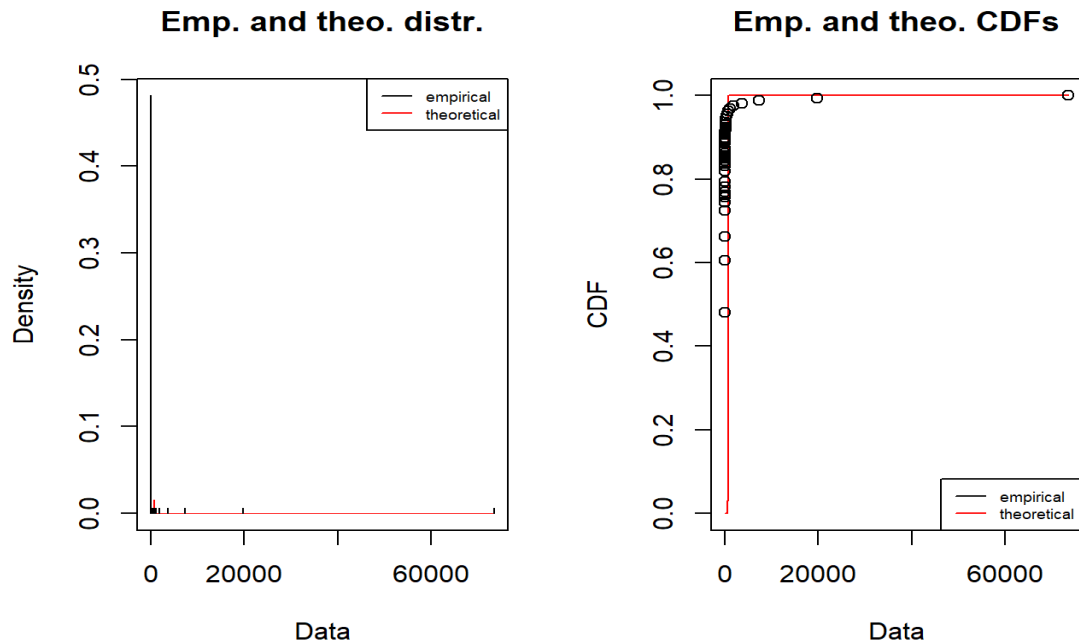 Emp. and theo. distr.
Density
0.0
0.1
0.2
0.3
0.4
0.5
empirical
theoretical
0
20000
60000
Data
Emp. and theo. CDFs
CDF
0.0
0.2
0.4
0.6
0.8
1.0
empirical
theoretical
0
20000
60000
Data